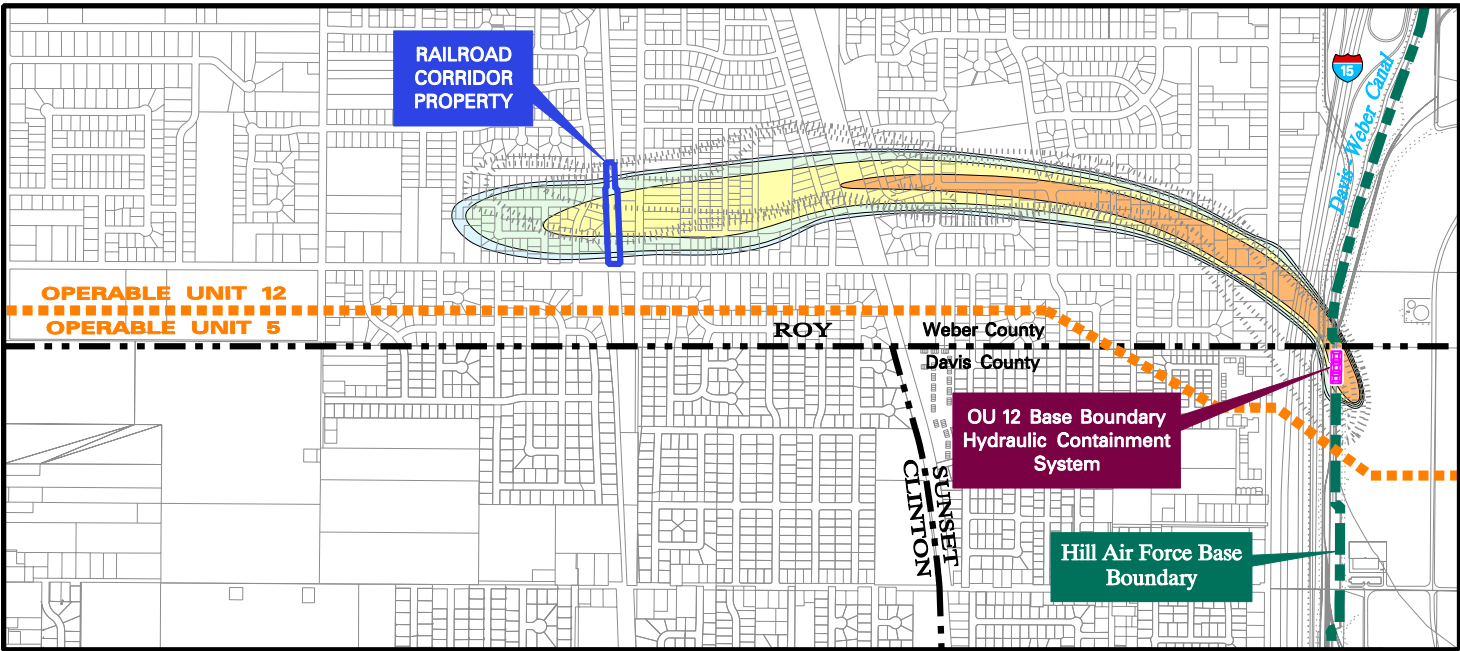 RAILROAD
CORRIDOR
PROPERTY
15
Davis-Weber Canal
OPERABLE UNIT 12
OPERABLE UNIT 5
ROY
Weber County
Davis County
OU 12 Base Boundary
Hydraulic Containment
System
SUNSET
CLINTON
Hill Air Force Base
Boundary